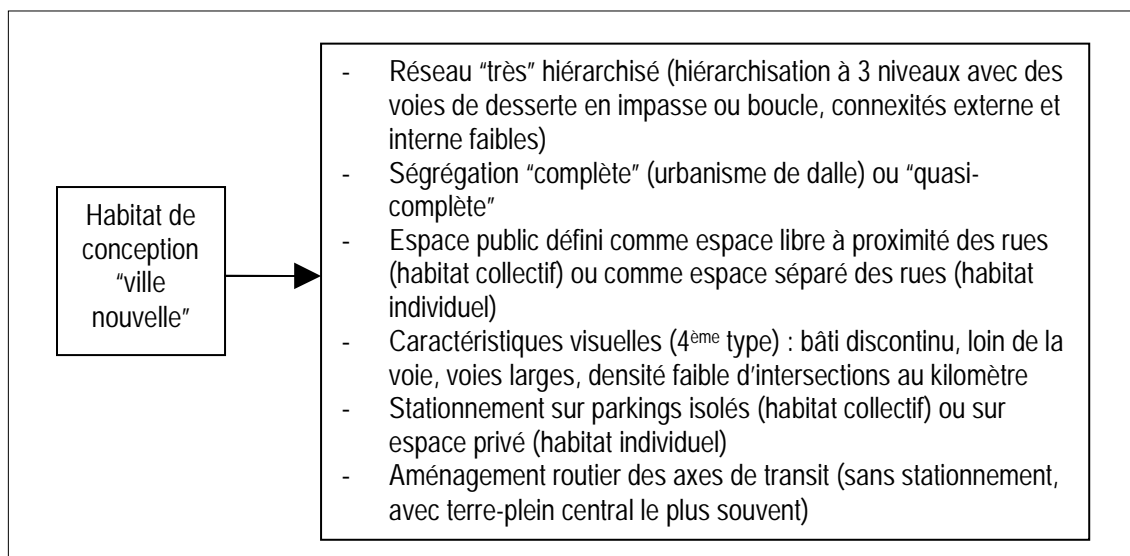 Habitat de
conception
“ville
nouvelle”
- Réseau “très” hiérarchisé (hiérarchisation à 3 niveaux avec des
voies de desserte en impasse ou boucle, connexités externe et
interne faibles)
- Ségrégation “complète” (urbanisme de dalle) ou “quasi-
complète”
- Espace public défini comme espace libre à proximité des rues
(habitat collectif) ou comme espace séparé des rues (habitat
individuel)
- Caractéristiques visuelles (4ème type) : bâti discontinu, loin de la
voie, voies larges, densité faible d’intersections au kilomètre
- Stationnement sur parkings isolés (habitat collectif) ou sur
espace privé (habitat individuel)
- Aménagement routier des axes de transit (sans stationnement,
avec terre-plein central le plus souvent)